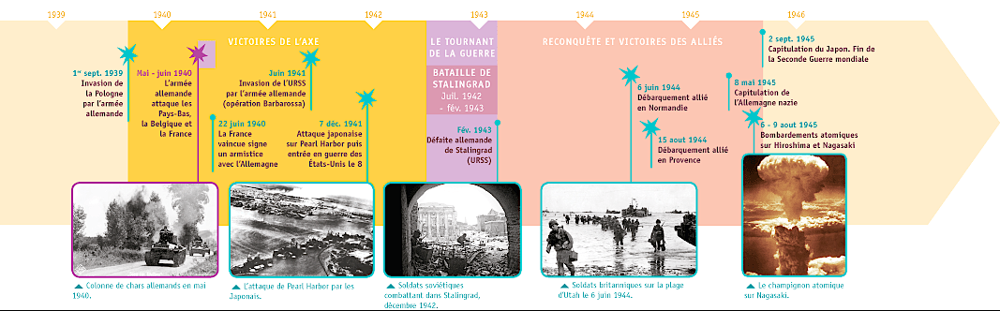 1939
1940
1941
1942
1943
1944
1945
1946
VICTOIRES DE L'AXE
LE TOURNANT
DE LA GUERRE
BATAILLE DE
STALINGRAD
Juil. 1942
- fév. 1943
RECONQUÊTE ET VICTOIRES DES ALLIÉS
1er sept. 1939
Invasion de
la Pologne
par l'armée
allemande
Mai - juin 1940
L'armée
allemande
attaque les
Pays-Bas,
la Belgique et
la France
22 juin 1940
La France
vaincue signe
un armistice
avec l'Allemagne
Juin 1941
Invasion de l'URSS
par l'armée allemande
(opération Barbarossa)
7 déc. 1941
Attaque japonaise
sur Pearl Harbor puis
entrée en guerre des
États-Unis le 8
Fév. 1943
Défaite allemande
de Stalingrad
(URSS)
6 juin 1944
Débarquement allié
en Normandie
15 aout 1944
Débarquement allié
en Provence
2 sept. 1945
Capitulation du Japon. Fin de
la Seconde Guerre mondiale
8 mai 1945
Capitulation de
l'Allemagne nazie
6 - 9 aout 1945
Bombardements atomiques
sur Hiroshima et Nagasaki
Colonne de chars allemands en mai
1940.
L'attaque de Pearl Harbor par les
Japonais.
Soldats soviétiques
combattant dans Stalingrad,
décembre 1942.
Soldats britanniques sur la plage
d'Utah le 6 juin 1944.
Le champignon atomique
sur Nagasaki.